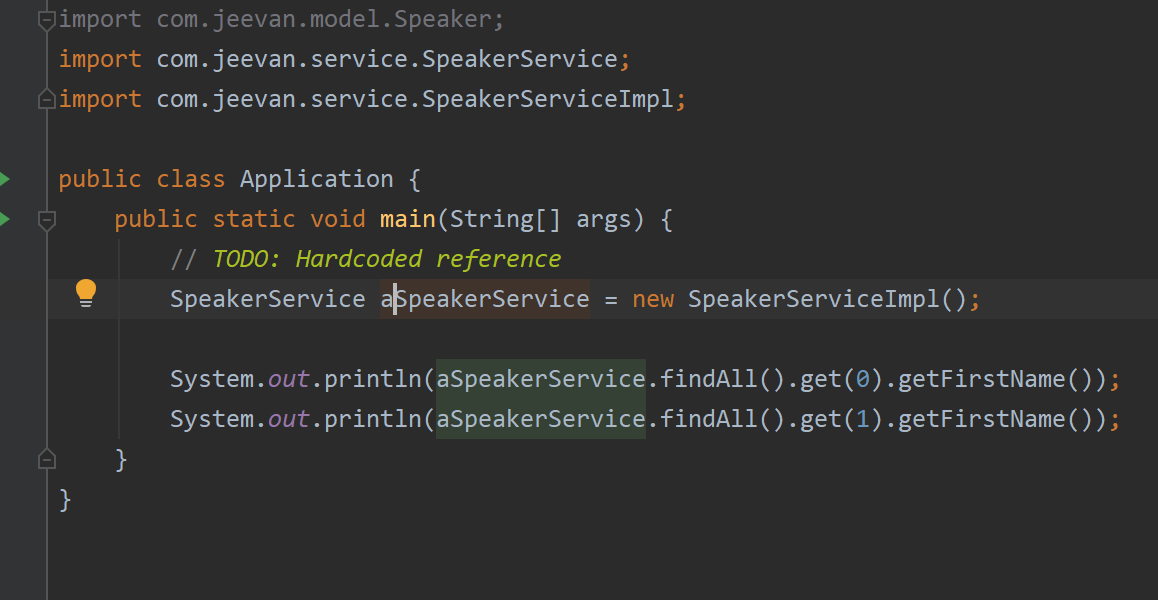 import com.jeevan.model.Speaker;
import com.jeevan.service.SpeakerService;
import com.jeevan.service.SpeakerServiceImpl;
public class Application {
public static void main(String[] args) {
// TODO: Hardcoded reference
SpeakerService aSpeakerService = new SpeakerServiceImpl();
System.out.println(aSpeakerService.findAll().get(0).getFirstName());
System.out.println(aSpeakerService.findAll().get(1).getFirstName());
}
}